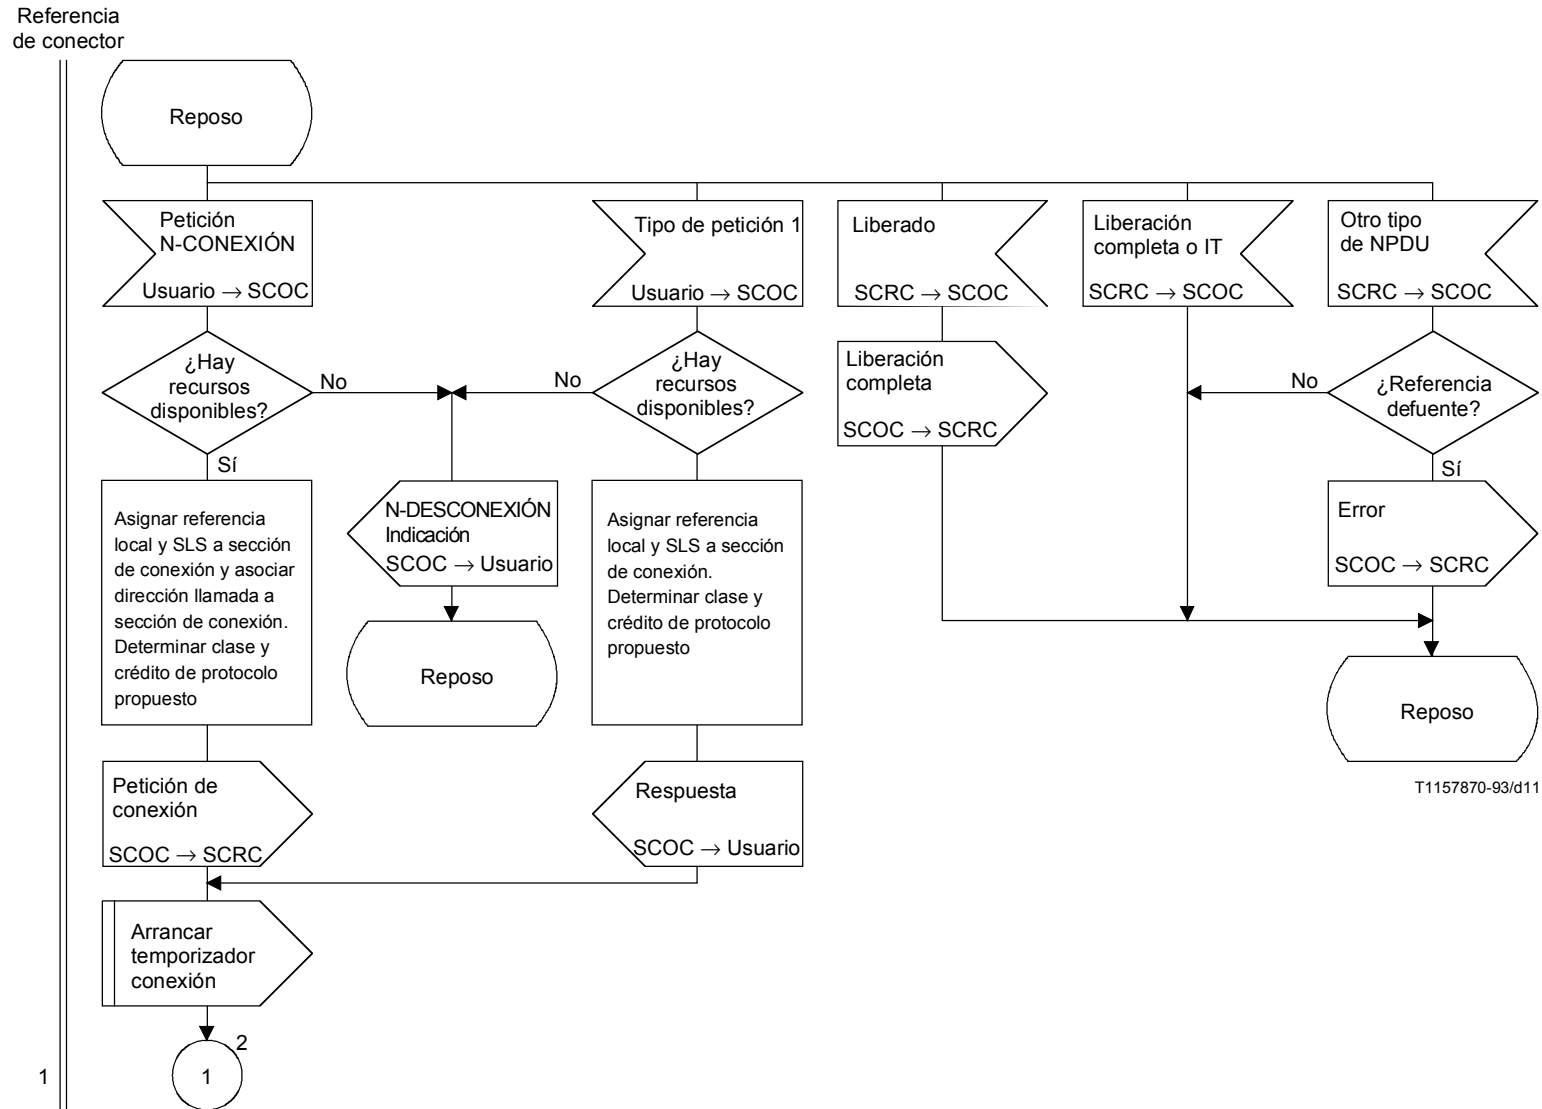 Referencia
de conector
Reposo
Petición
N-CONEXIÓN
Usuario → SCOC
Tipo de petición 1
Usuario → SCOC
Liberado
SCRC → SCOC
Liberación
completa o IT
SCRC → SCOC
Otro tipo
de NPDU
SCRC → SCOC
¿Hay
recursos
disponibles?
No
Sí
No
¿Hay
recursos
disponibles?
Liberación
completa
SCOC → SCRC
No
¿Referencia
defuente?
Sí
Asignar referencia
local y SLS a sección
de conexión y asociar
dirección llamada a
sección de conexión.
Determinar clase y
crédito de protocolo
propuesto
N-DESCONEXIÓN
Indicación
SCOC → Usuario
Asignar referencia
local y SLS a sección
de conexión.
Determinar clase y
crédito de protocolo
propuesto
Error
SCOC → SCRC
Reposo
Reposo
T1157870-93/d11
Petición de
conexión
SCOC → SCRC
Respuesta
SCOC → Usuario
Arrancar
temporizador
conexión
2
1
1